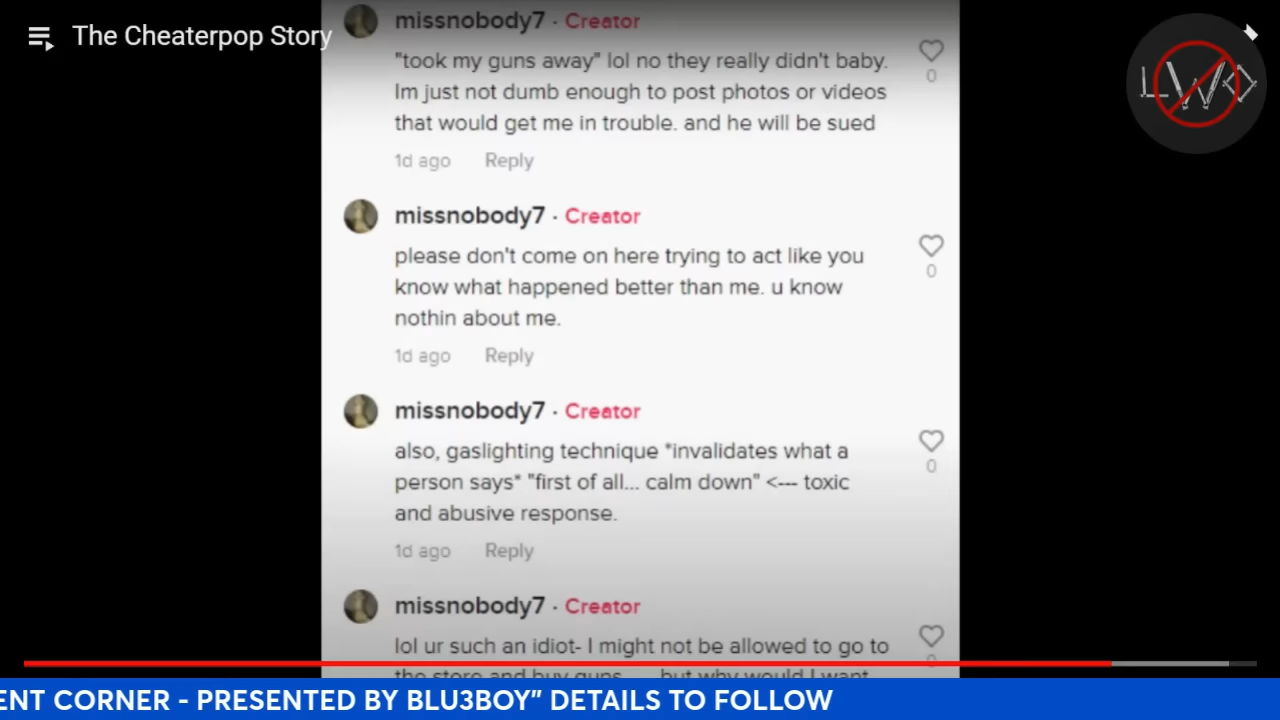 The Cheaterpop Story
LWD
missnobody7 · Creator
"took my guns away" lol no they really didn't baby.
Im just not dumb enough to post photos or videos
that would get me in trouble. and he will be sued
0
1d ago Reply
missnobody7 · Creator
please don't come on here trying to act like you
know what happened better than me. u know
nothin about me.
0
1d ago Reply
missnobody7 · Creator
also, gaslighting technique *invalidates what a
person says* "first of all... calm down" <--- toxic
and abusive response.
0
1d ago Reply
missnobody7 · Creator
lol ur such an idiot- I might not be allowed to go to
the store and buy guns...... but why would I want
0
ENT CORNER - PRESENTED BY BLU3BOY” DETAILS TO FOLLOW